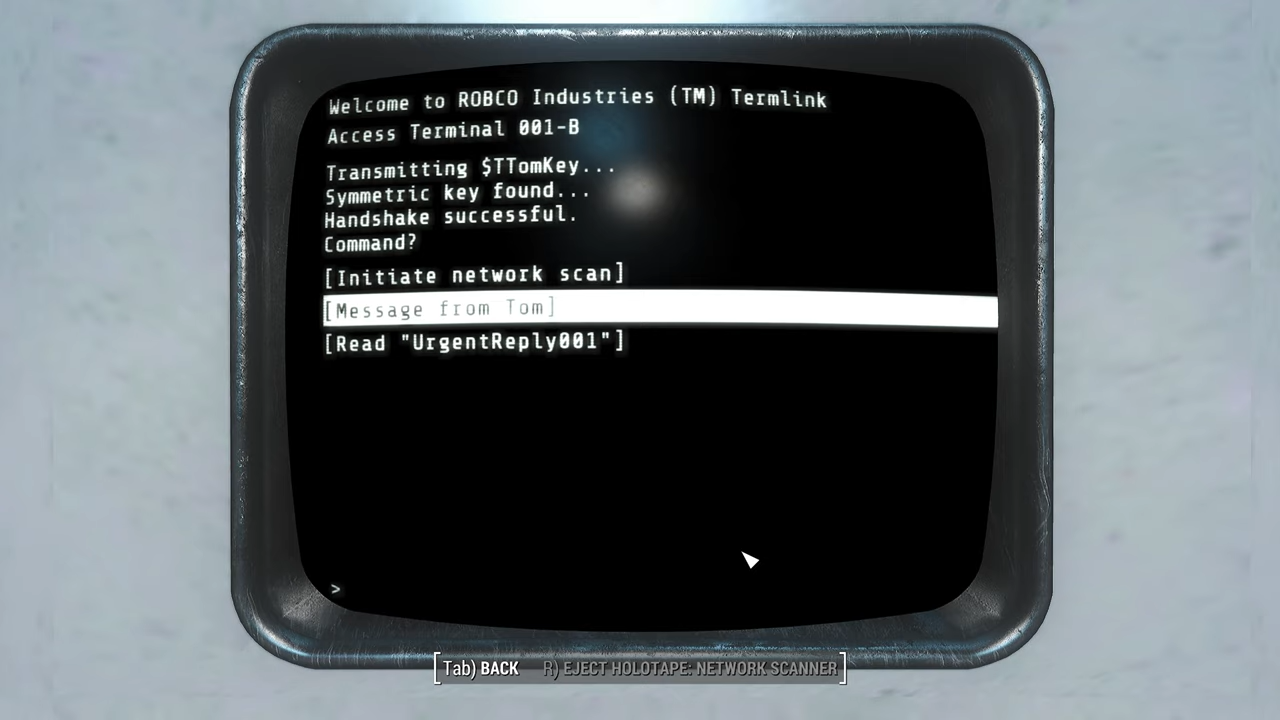 Welcome to ROBCO Industries (TM) Termlink
Access Terminal 001-B
Transmitting $TTomKey...
Symmetric key found...
Handshake successful.
Command?
[Initiate network scan]
[Message from Tom]
[Read "UrgentReply001"]
>
Tab) BACK R) EJECT HOLOTAPE: NETWORK SCANNER